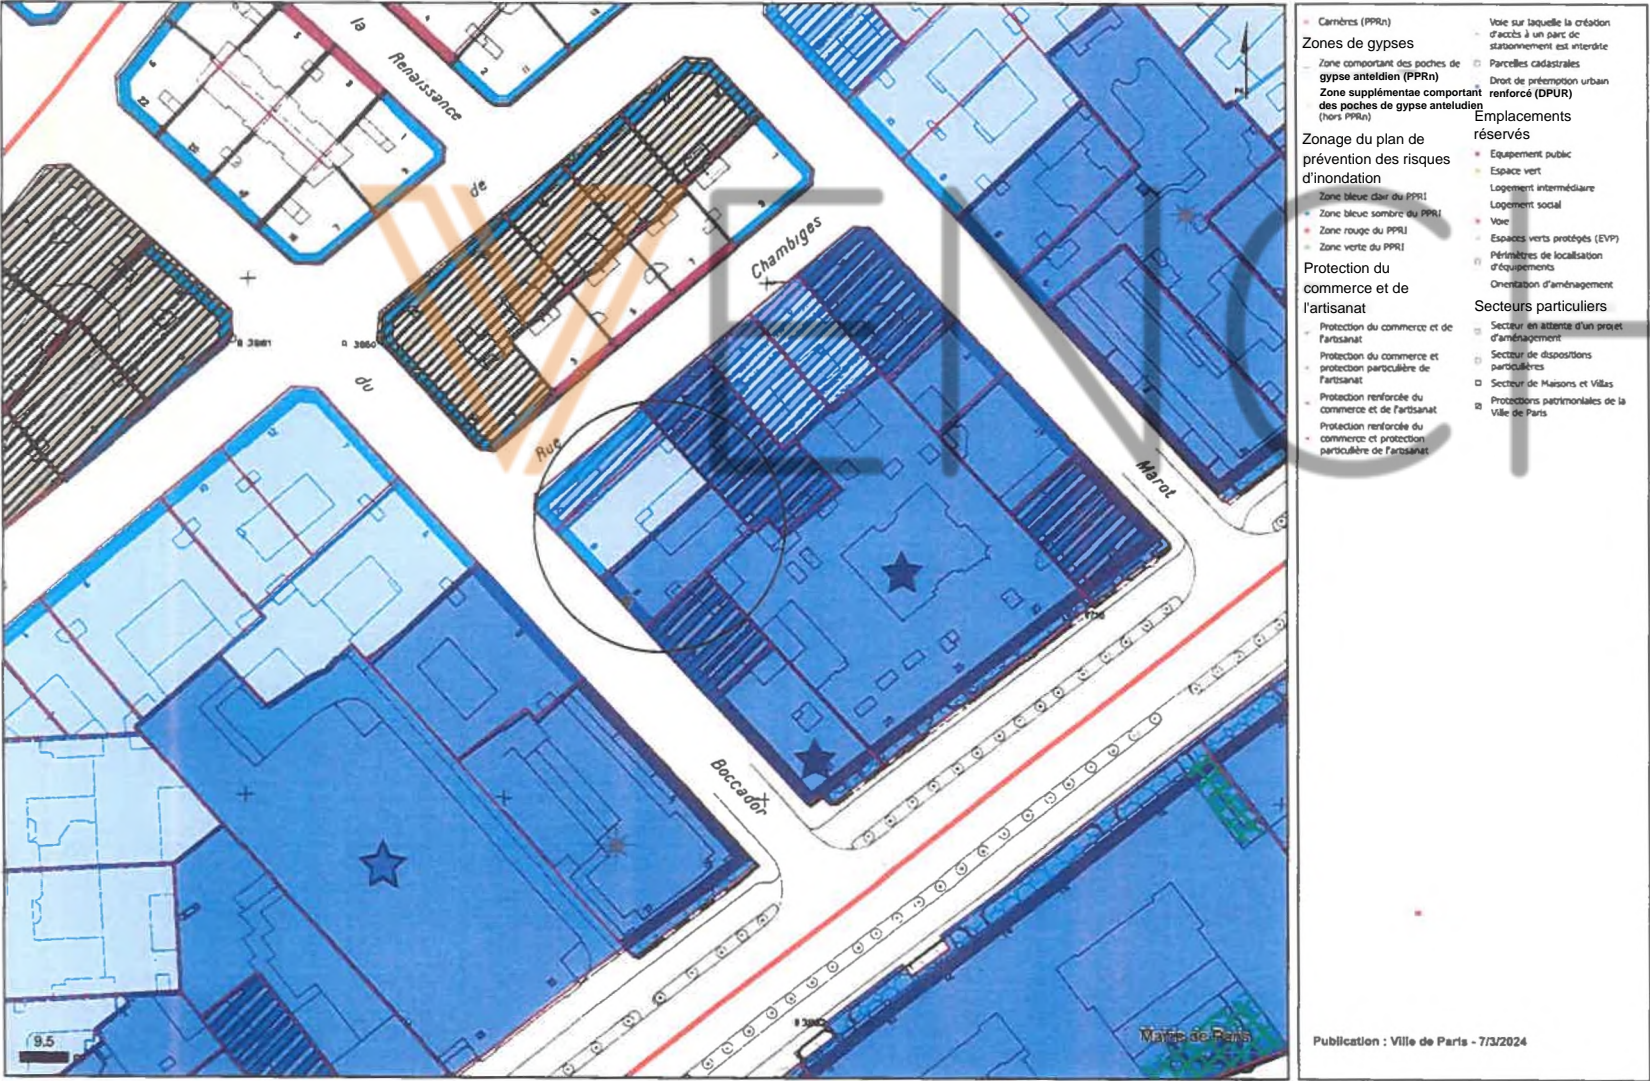 la
Renaissance
de
Chambiges
du
Rue
Marot
Boccador
VENCH
B 3981
3980
9.5
Mairie de Paris
Carrières (PPRn)
Zones de gypses
Zone comportant des poches de
gypse anteldien (PPRn)
Zone supplémentae comportant
des poches de gypse anteludien
(hors PPRn)
Zonage du plan de
prévention des risques
d'inondation
Zone bleue clair du PPRI
Zone bleue sombre du PPRI
Zone rouge du PPRI
Zone verte du PPRI
Protection du
commerce et de
l'artisanat
Protection du commerce et de
l'artisanat
Protection du commerce et
protection particulière de
l'artisanat
Protection renforcée du
commerce et de l'artisanat
Protection renforcée du
commerce et protection
particulière de l'artisanat
Voie sur laquelle la création
d'accès à un parc de
stationnement est interdite
Parcelles cadastrales
Droit de préemption urbain
renforcé (DPUR)
Emplacements
réservés
Equipement public
Espace vert
Logement intermédiaire
Logement social
Voie
Espaces verts protégés (EVP)
Périmètres de localisation
d'équipements
Orientation d'aménagement
Secteurs particuliers
Secteur en attente d'un projet
d'aménagement
Secteur de dispositions
particulières
Secteur de Maisons et Villas
Protections patrimoniales de la
Ville de Paris
Publication : Ville de Paris - 7/3/2024